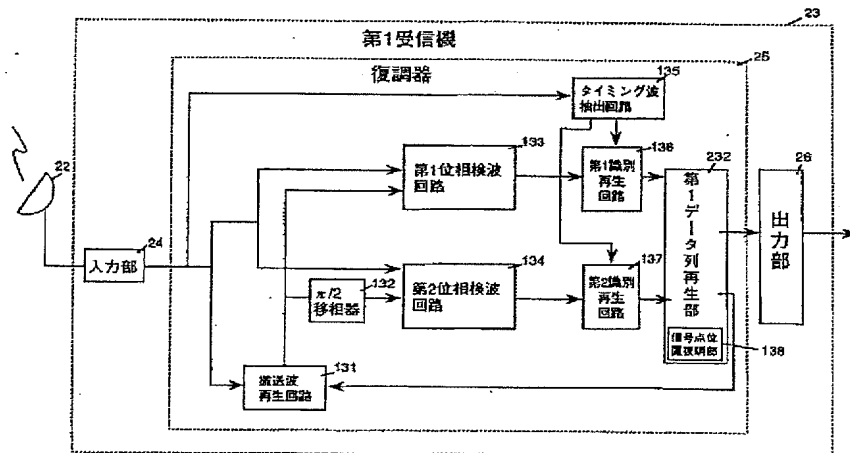 23
第1受信機
25
復調器
135
タイミング波
抽出回路
133
第1位相検波
回路
136
第1識別
再生
回路
232
第1データ列再生部
26
出力部
22
24
入力部
134
第2位相検波
回路
137
第2識別
再生
回路
132
π/2
移相器
131
搬送波
再生回路
信号点位
138